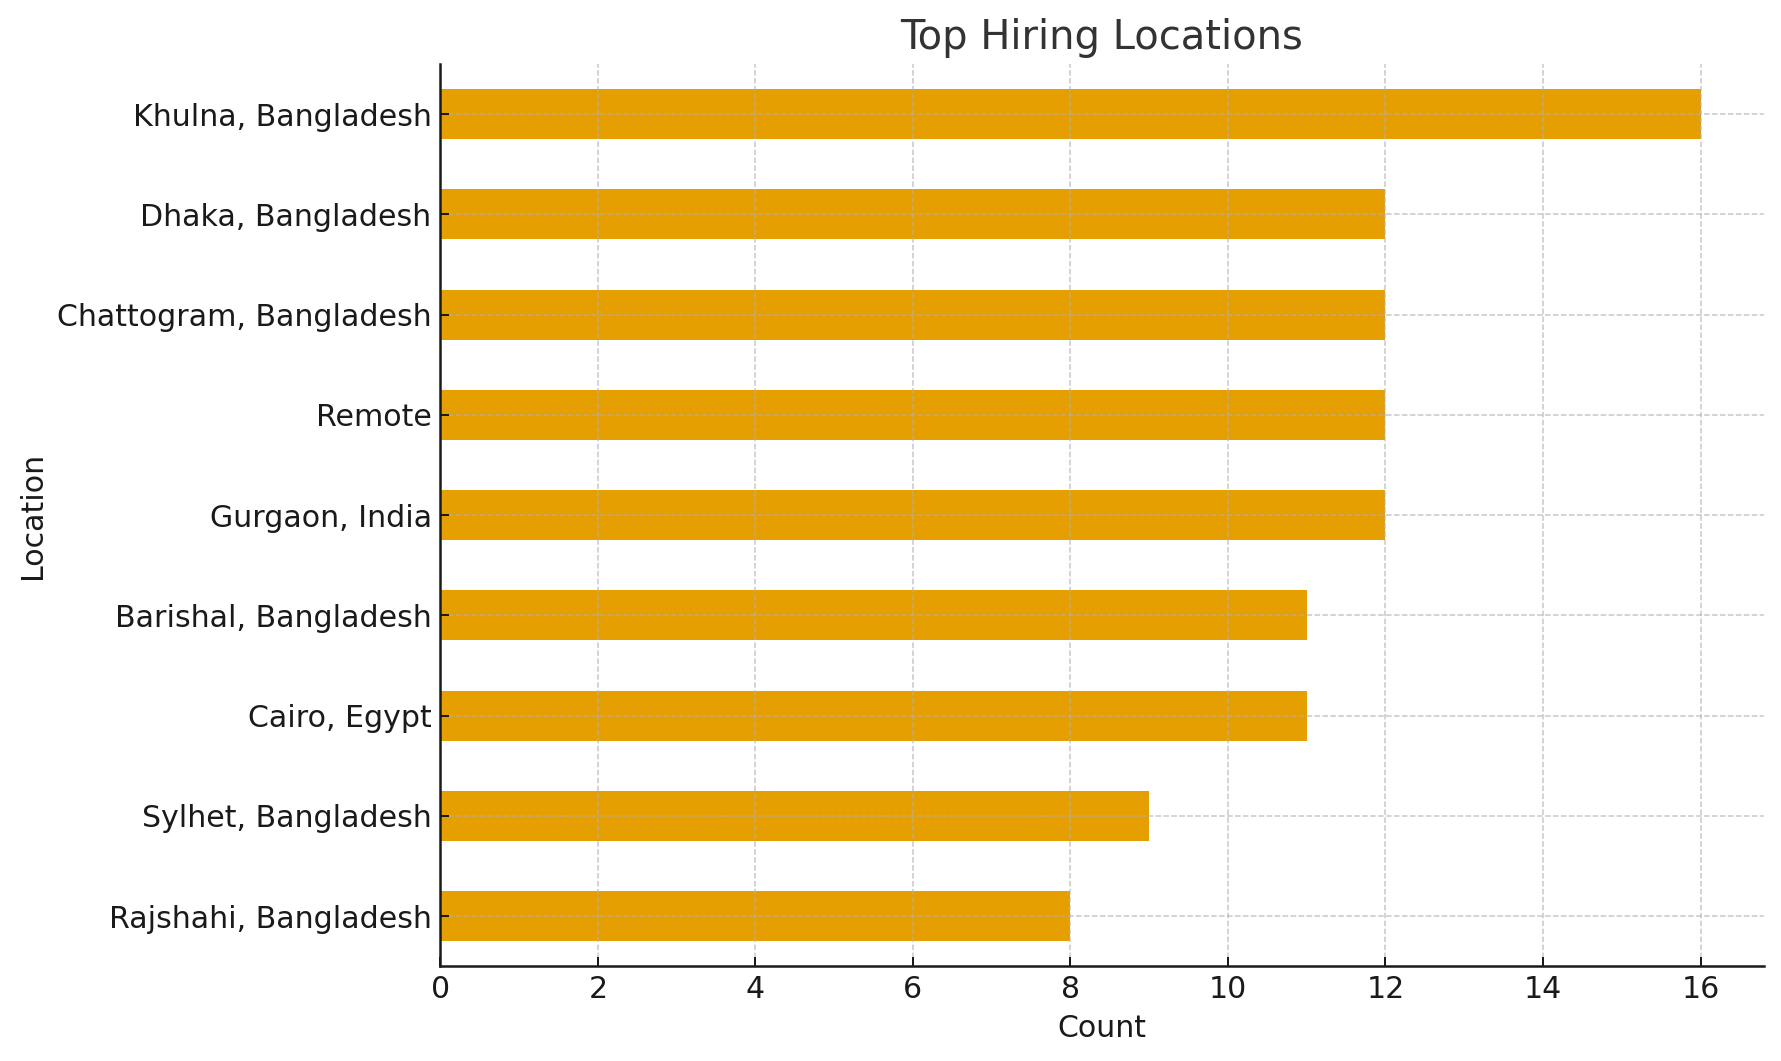 Top Hiring Locations
Khulna, Bangladesh
Dhaka, Bangladesh
Chattogram, Bangladesh
Remote
Gurgaon, India
Barishal, Bangladesh
Cairo, Egypt
Sylhet, Bangladesh
Rajshahi, Bangladesh
Location
0 2 4 6 8 10 12 14 16
Count